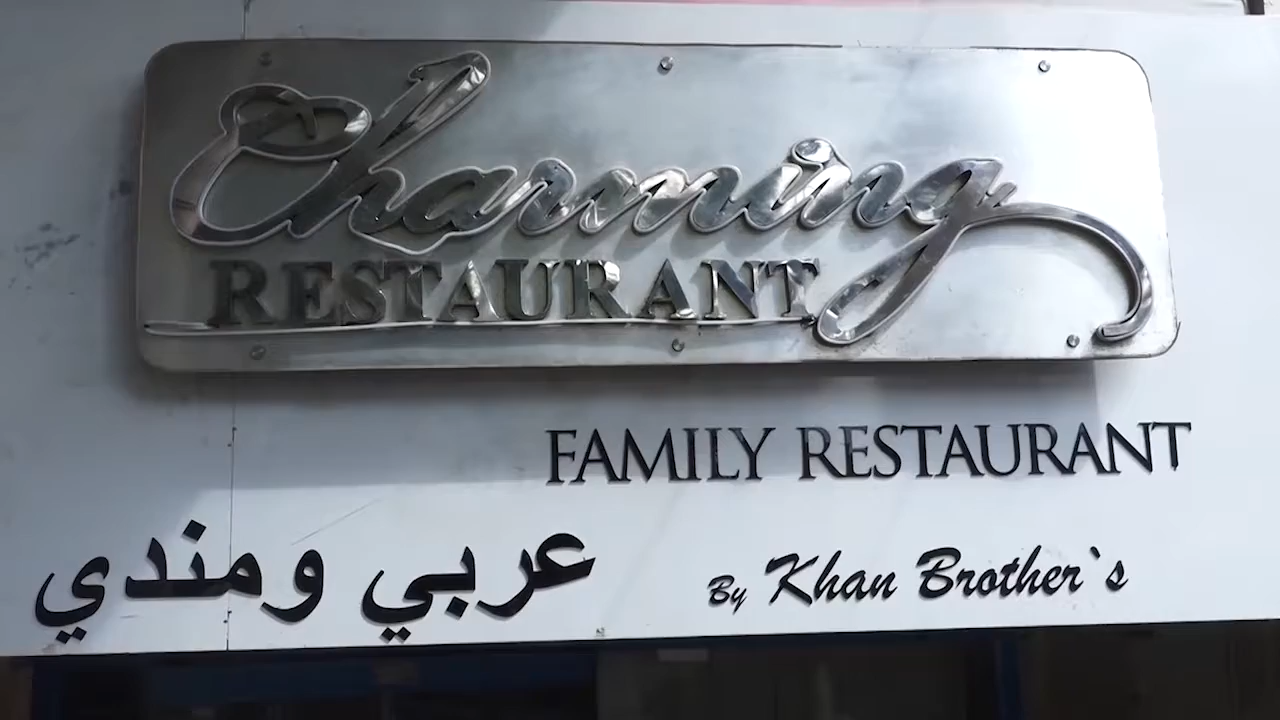 Charming
RESTAURANT
FAMILY RESTAURANT
عربي ومندي
By Khan Brother`s